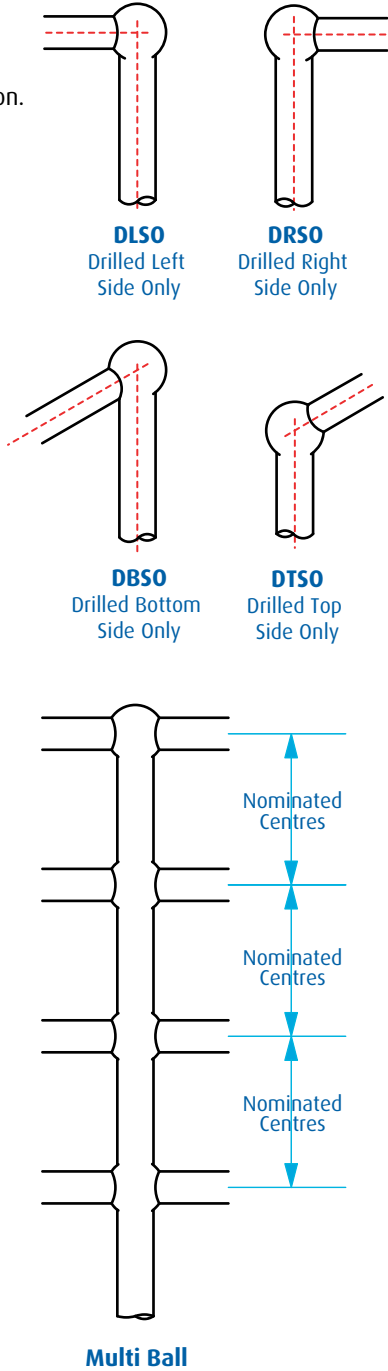 on.
DLSO
Drilled Left
Side Only
DRSO
Drilled Right
Side Only
DBSO
Drilled Bottom
Side Only
DTSO
Drilled Top
Side Only
Nominated
Centres
Nominated
Centres
Nominated
Centres
Multi Ball